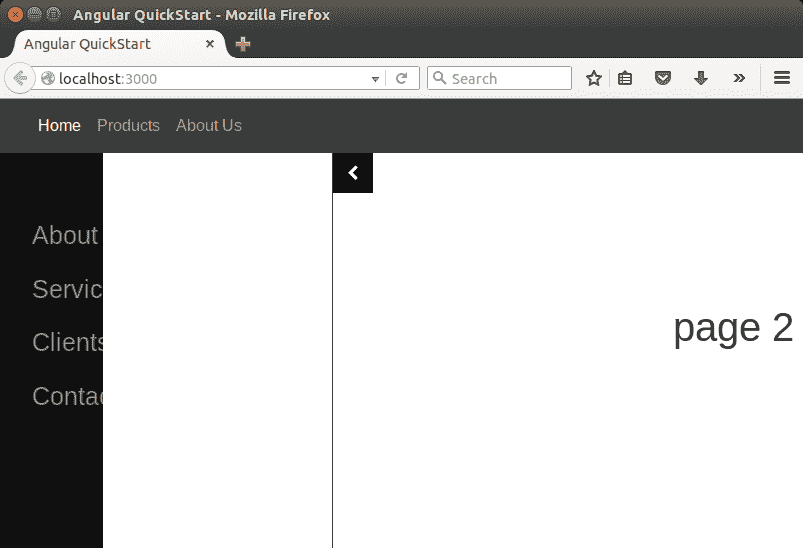 Angular QuickStart - Mozilla Firefox
Angular QuickStart
localhost:3000 Search
Home Products About Us
About
Servic
Clients
Contac
page 2